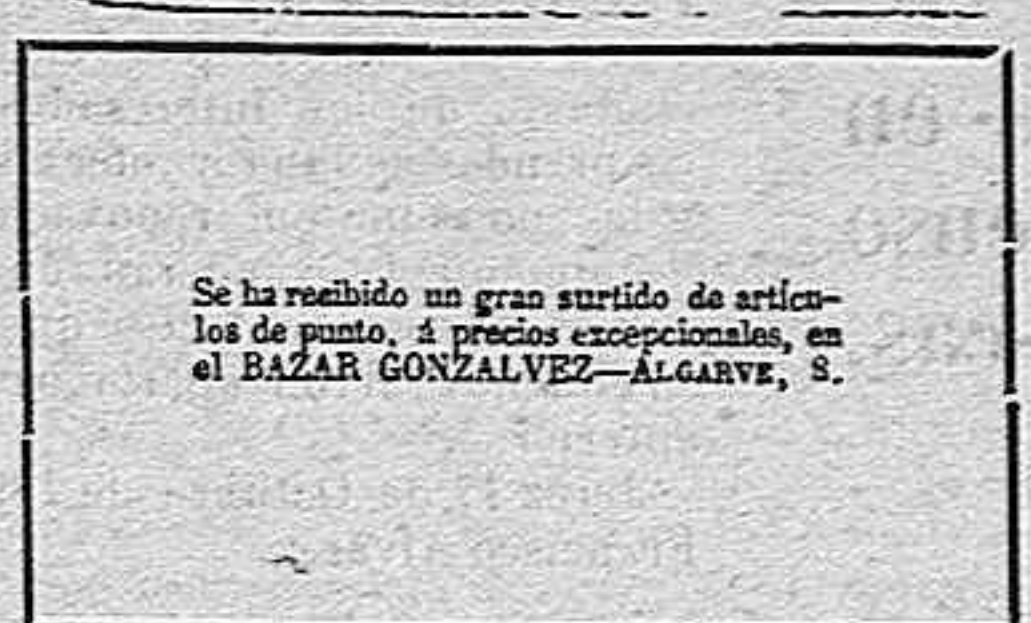 Se ha recibido un gran surtido de artícu-
los de punto, á precios excepcionales, en
el BAZAR GONZALVEZ—ALGARVE, 8.